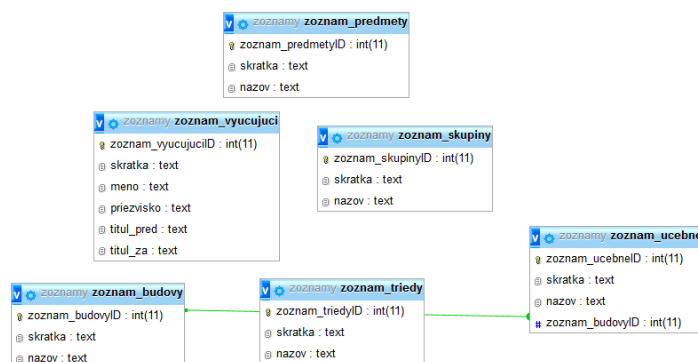 v zoznamy zoznam_predmety
zoznam_predmetyID : int(11)
skratka : text
nazov : text
v zoznamy zoznam_vyucujuci
zoznam_vyucujuciID : int(11)
skratka : text
meno : text
priezvisko : text
titul_pred : text
titul_za : text
v zoznamy zoznam_skupiny
zoznam_skupinyID : int(11)
skratka : text
nazov : text
v zoznamy zoznam_ucebne
zoznam_ucebneID : int(11)
skratka : text
nazov : text
# zoznam_budovyID : int(11)
v zoznamy zoznam_budovy
zoznam_budovyID : int(11)
skratka : text
nazov : text
v zoznamy zoznam_triedy
zoznam_triedyID : int(11)
skratka : text
nazov : text